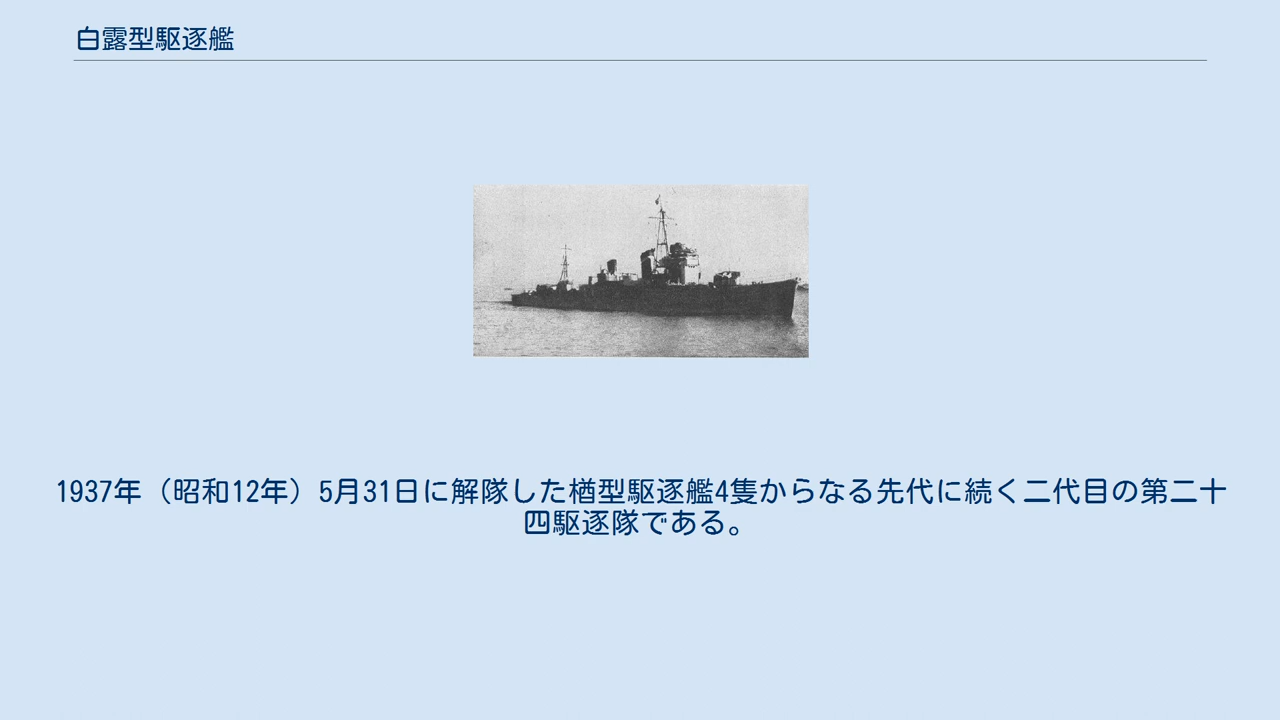 白露型駆逐艦
1937年（昭和12年）5月31日に解隊した楢型駆逐艦4隻からなる先代に続く二代目の第二十
四駆逐隊である。